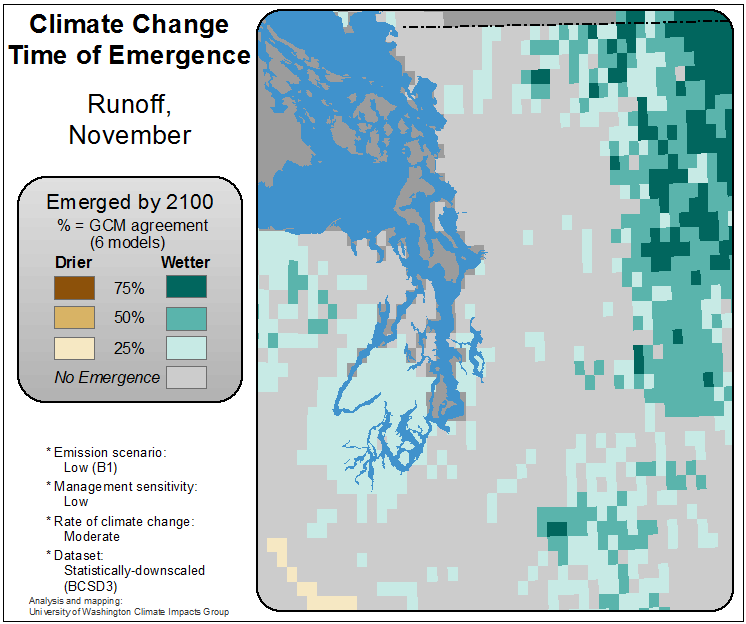 Climate Change
Time of Emergence
Runoff,
November
Emerged by 2100
% = GCM agreement
(6 models)
Drier Wetter
75%
50%
25%
No Emergence
* Emission scenario:
Low (B1)
* Management sensitivity:
Low
* Rate of climate change:
Moderate
* Dataset:
Statistically-downscaled
(BCSD3)
Analysis and mapping:
University of Washington Climate Impacts Group